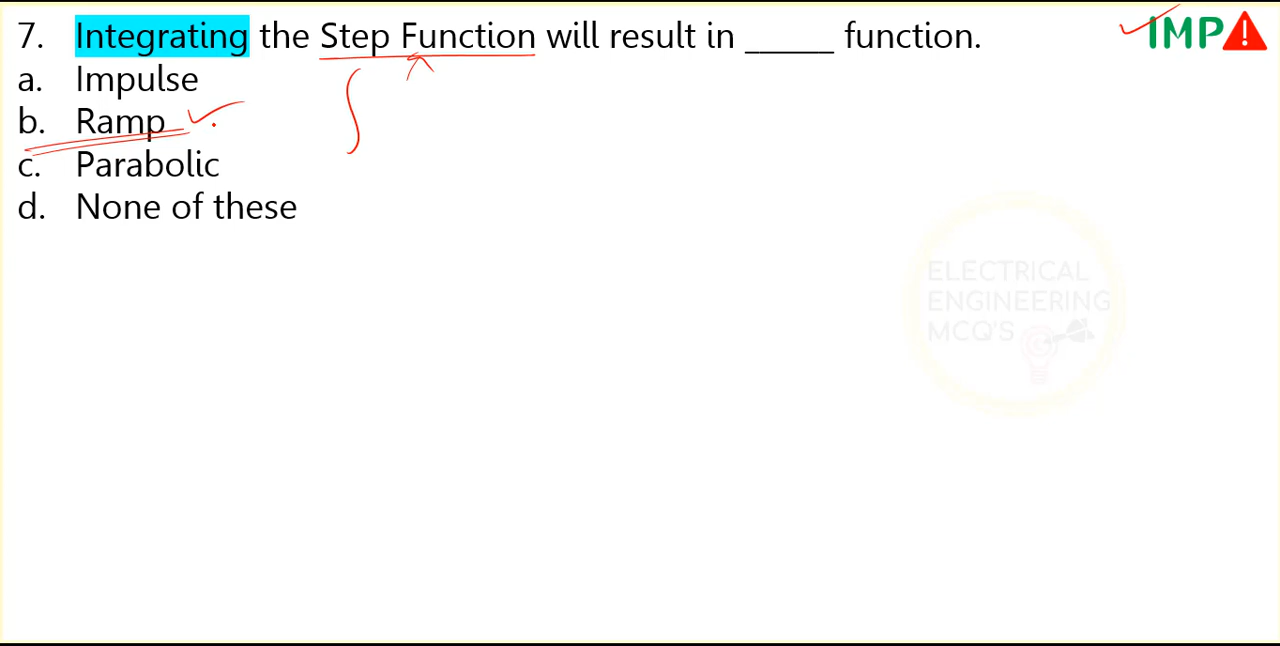 7. Integrating the Step Function will result in _____ function.
IMP
a. Impulse
b. Ramp
c. Parabolic
d. None of these
ELECTRICAL
ENGINEERING
MCQ'S